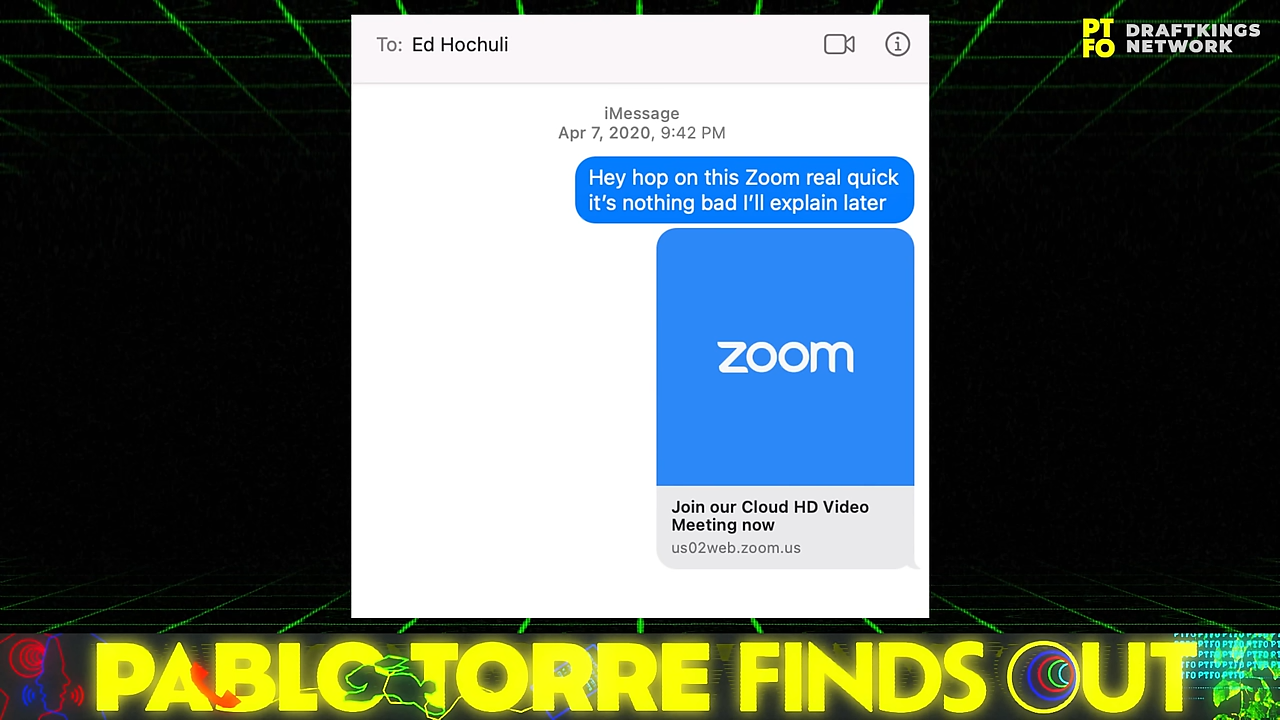 PT
FO
DRAFTKINGS
NETWORK
To: Ed Hochuli
iMessage
Apr 7, 2020, 9:42 PM
Hey hop on this Zoom real quick
it’s nothing bad I’ll explain later
zoom
Join our Cloud HD Video
Meeting now
us02web.zoom.us
PABLO TORRE FINDS OUT